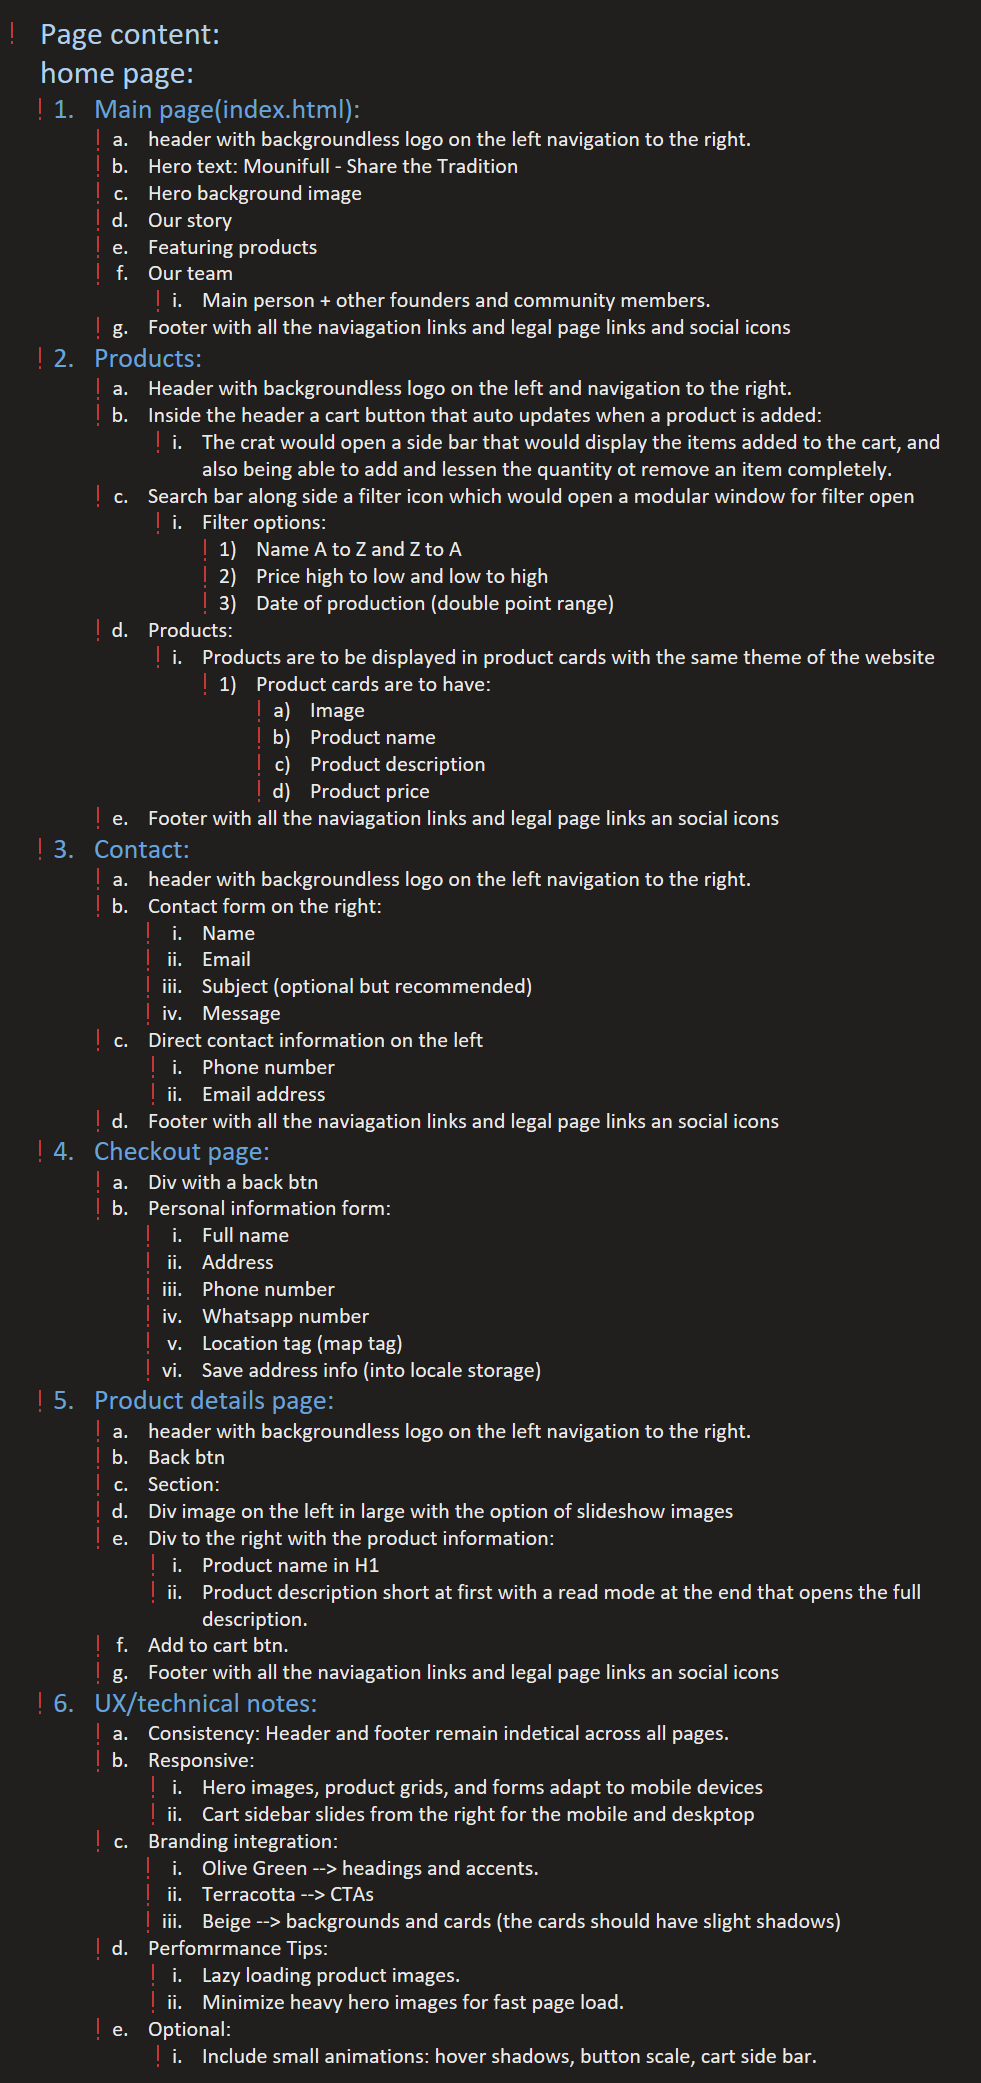 ! Page content:
home page:
! 1. Main page(index.html):
! a. header with backgroundless logo on the left navigation to the right.
! b. Hero text: Mounifull - Share the Tradition
! c. Hero background image
! d. Our story
! e. Featuring products
! f. Our team
! i. Main person + other founders and community members.
! g. Footer with all the naviagation links and legal page links and social icons
! 2. Products:
! a. Header with backgroundless logo on the left and navigation to the right.
! b. Inside the header a cart button that auto updates when a product is added:
! i. The crat would open a side bar that would display the items added to the cart, and
also being able to add and lessen the quantity ot remove an item completely.
! c. Search bar along side a filter icon which would open a modular window for filter open
! i. Filter options:
! 1) Name A to Z and Z to A
! 2) Price high to low and low to high
! 3) Date of production (double point range)
! d. Products:
! i. Products are to be displayed in product cards with the same theme of the website
! 1) Product cards are to have:
! a) Image
! b) Product name
! c) Product description
! d) Product price
! e. Footer with all the naviagation links and legal page links an social icons
! 3. Contact:
! a. header with backgroundless logo on the left navigation to the right.
! b. Contact form on the right:
! i. Name
! ii. Email
! iii. Subject (optional but recommended)
! iv. Message
! c. Direct contact information on the left
! i. Phone number
! ii. Email address
! d. Footer with all the naviagation links and legal page links an social icons
! 4. Checkout page:
! a. Div with a back btn
! b. Personal information form:
! i. Full name
! ii. Address
! iii. Phone number
! iv. Whatsapp number
! v. Location tag (map tag)
! vi. Save address info (into locale storage)
! 5. Product details page:
! a. header with backgroundless logo on the left navigation to the right.
! b. Back btn
! c. Section:
! d. Div image on the left in large with the option of slideshow images
! e. Div to the right with the product information:
! i. Product name in H1
! ii. Product description short at first with a read mode at the end that opens the full
description.
! f. Add to cart btn.
! g. Footer with all the naviagation links and legal page links an social icons
! 6. UX/technical notes:
! a. Consistency: Header and footer remain indetical across all pages.
! b. Responsive:
! i. Hero images, product grids, and forms adapt to mobile devices
! ii. Cart sidebar slides from the right for the mobile and deskptop
! c. Branding integration:
! i. Olive Green --> headings and accents.
! ii. Terracotta --> CTAs
! iii. Beige --> backgrounds and cards (the cards should have slight shadows)
! d. Perfomrmance Tips:
! i. Lazy loading product images.
! ii. Minimize heavy hero images for fast page load.
! e. Optional:
! i. Include small animations: hover shadows, button scale, cart side bar.